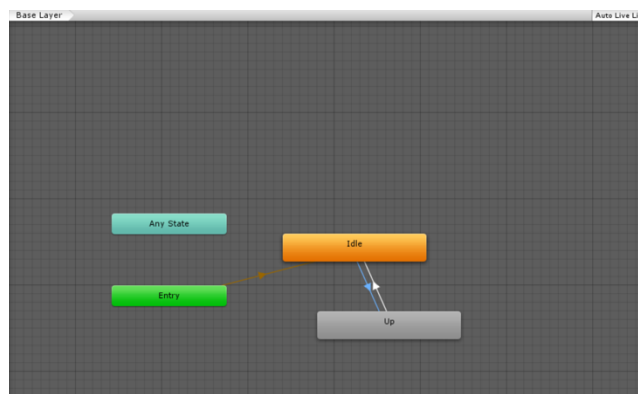 Base Layer
Auto Live Li
Any State
Idle
Entry
Up